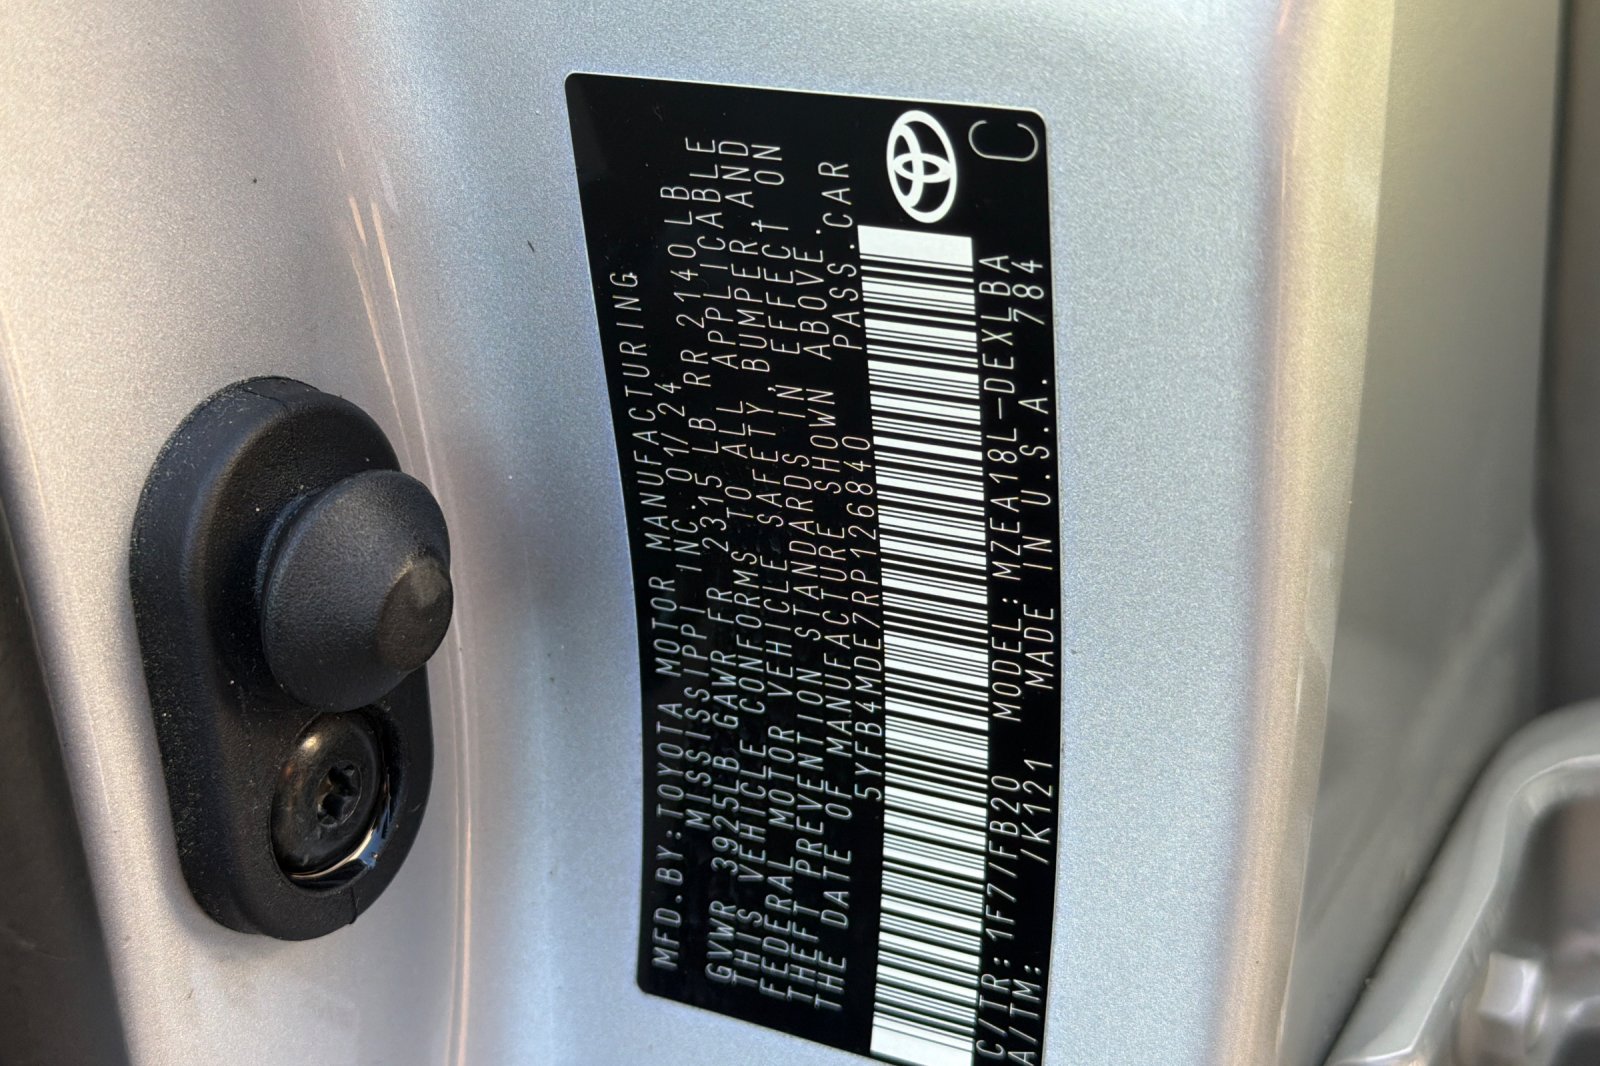 MFD.BY:TOYOTA MOTOR MANUFACTURING,
MISSISSIPPI INC. 01/24
GVWR 3925LB GAWR FR 2315 LB RR 2140 LB
THIS VEHICLE CONFORMS TO ALL APPLICABLE
FEDERAL MOTOR VEHICLE SAFETY, BUMPER, AND
THEFT PREVENTION STANDARDS IN EFFECT ON
THE DATE OF MANUFACTURE SHOWN ABOVE.
5YFB4MDE7RP126840 PASS.CAR
C/TR: 1F7/FB20 MODEL: MZEA18L-DEXLBA
A/TM: /K121 MADE IN U.S.A. 784
C